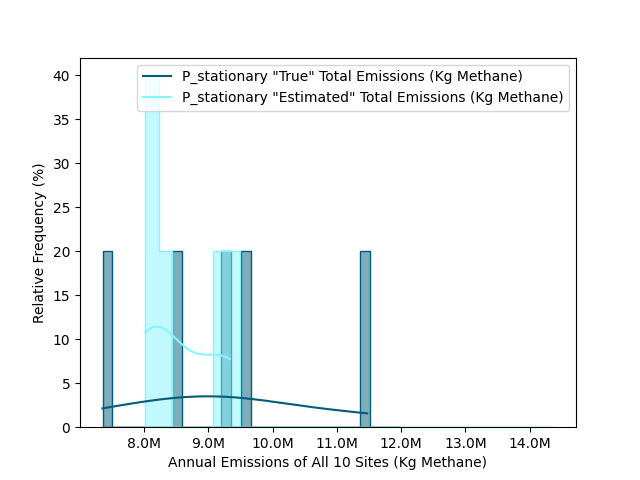 P_stationary "True" Total Emissions (Kg Methane)
P_stationary "Estimated" Total Emissions (Kg Methane)
Relative Frequency (%)
40
35
30
25
20
15
10
5
0
8.0M 9.0M 10.0M 11.0M 12.0M 13.0M 14.0M
Annual Emissions of All 10 Sites (Kg Methane)